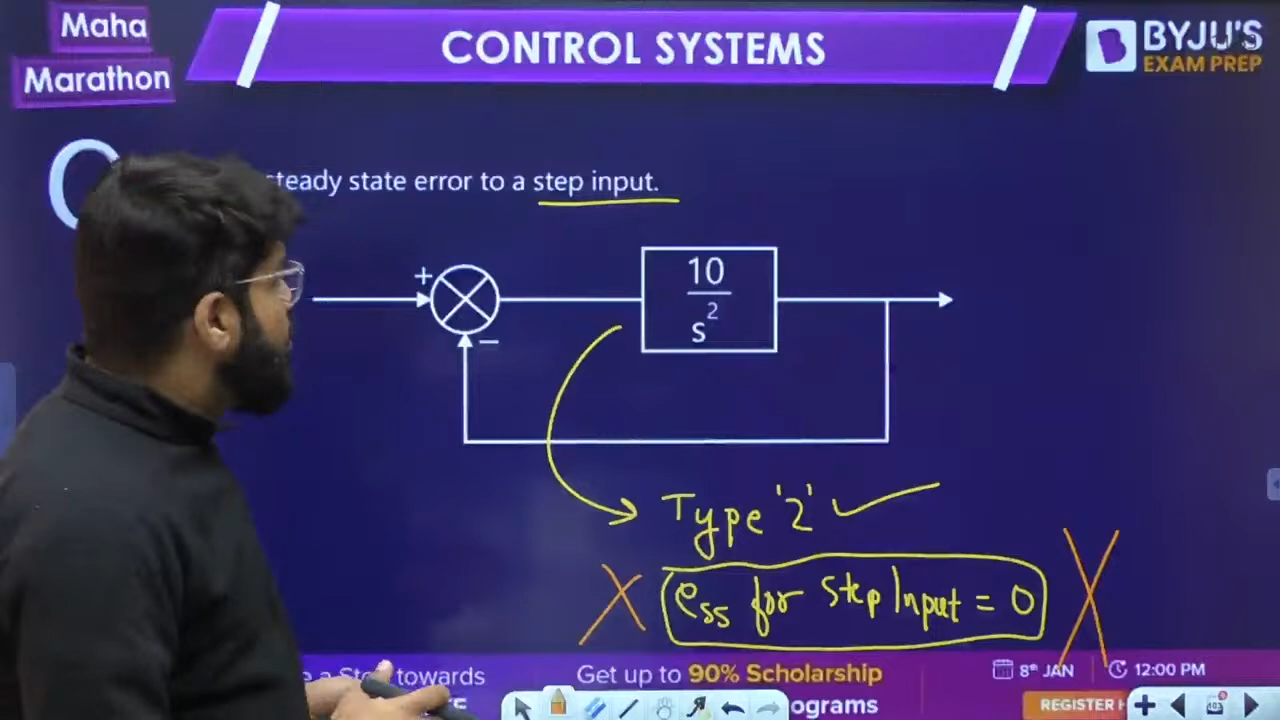 Maha
Marathon
CONTROL SYSTEMS
BYJU'S
EXAM PREP
steady state error to a step input.
+
10
s²
−
Type '2' ✓
X
ess for step Input = 0
X
a Step towards
Get up to 90% Scholarship
ograms
8th JAN
12:00 PM
REGISTER